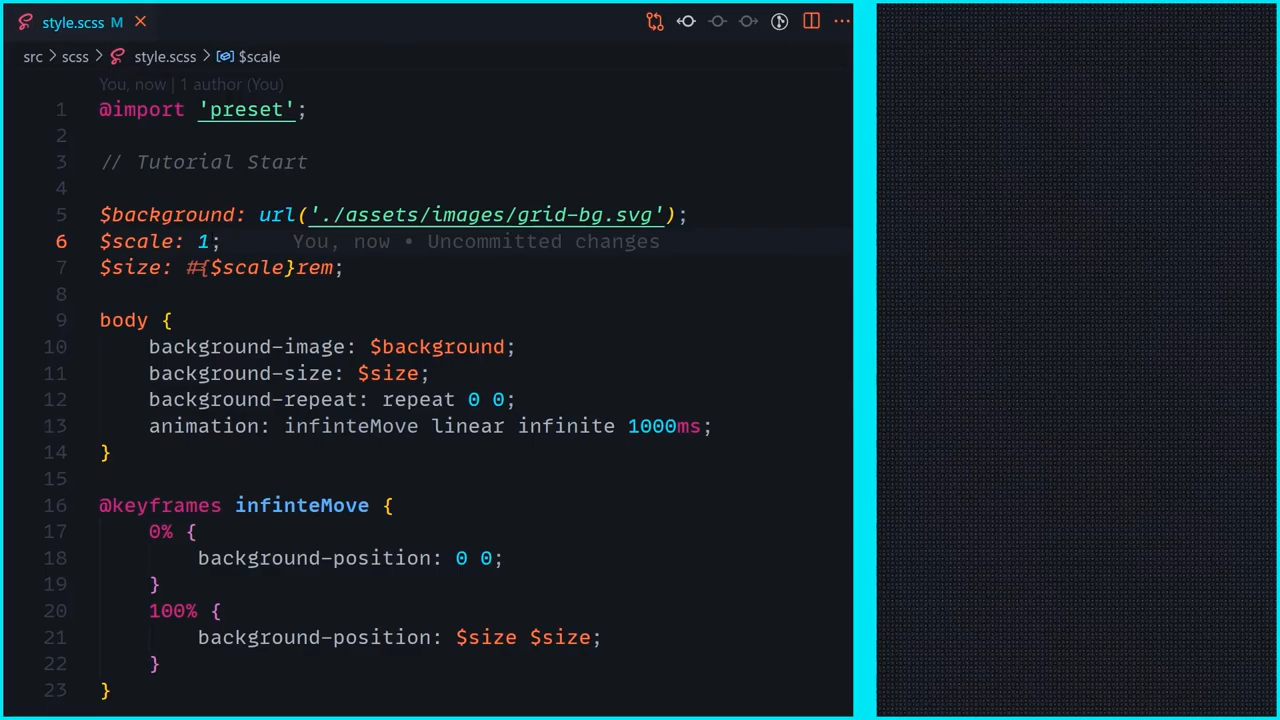 style.scss M
src > scss > style.scss > $scale
You, now | 1 author (You)
1 @import 'preset';
2
3 // Tutorial Start
4
5 $background: url('./assets/images/grid-bg.svg');
6 $scale: 1; You, now • Uncommitted changes
7 $size: #{$scale}rem;
8
9 body {
10 background-image: $background;
11 background-size: $size;
12 background-repeat: repeat 0 0;
13 animation: infinteMove linear infinite 1000ms;
14 }
15
16 @keyframes infinteMove {
17 0% {
18 background-position: 0 0;
19 }
20 100% {
21 background-position: $size $size;
22 }
23 }